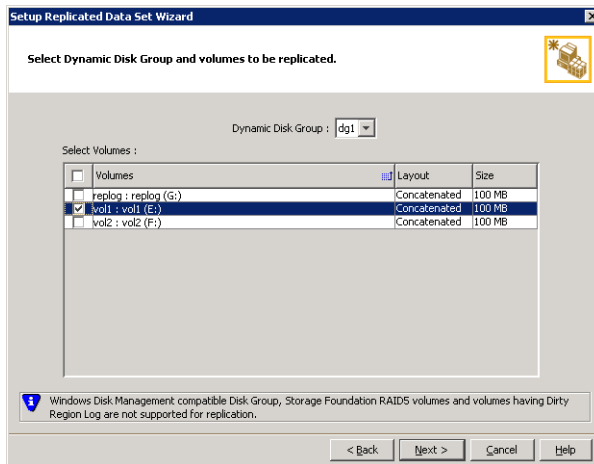 Setup Replicated Data Set Wizard
Select Dynamic Disk Group and volumes to be replicated.
Dynamic Disk Group : dg1
Select Volumes :
Volumes Layout Size
replog : replog (G:) Concatenated 100 MB
vol1 : vol1 (E:) Concatenated 100 MB
vol2 : vol2 (F:) Concatenated 100 MB
Windows Disk Management compatible Disk Group, Storage Foundation RAID5 volumes and volumes having Dirty
Region Log are not supported for replication.
< Back Next > Cancel Help